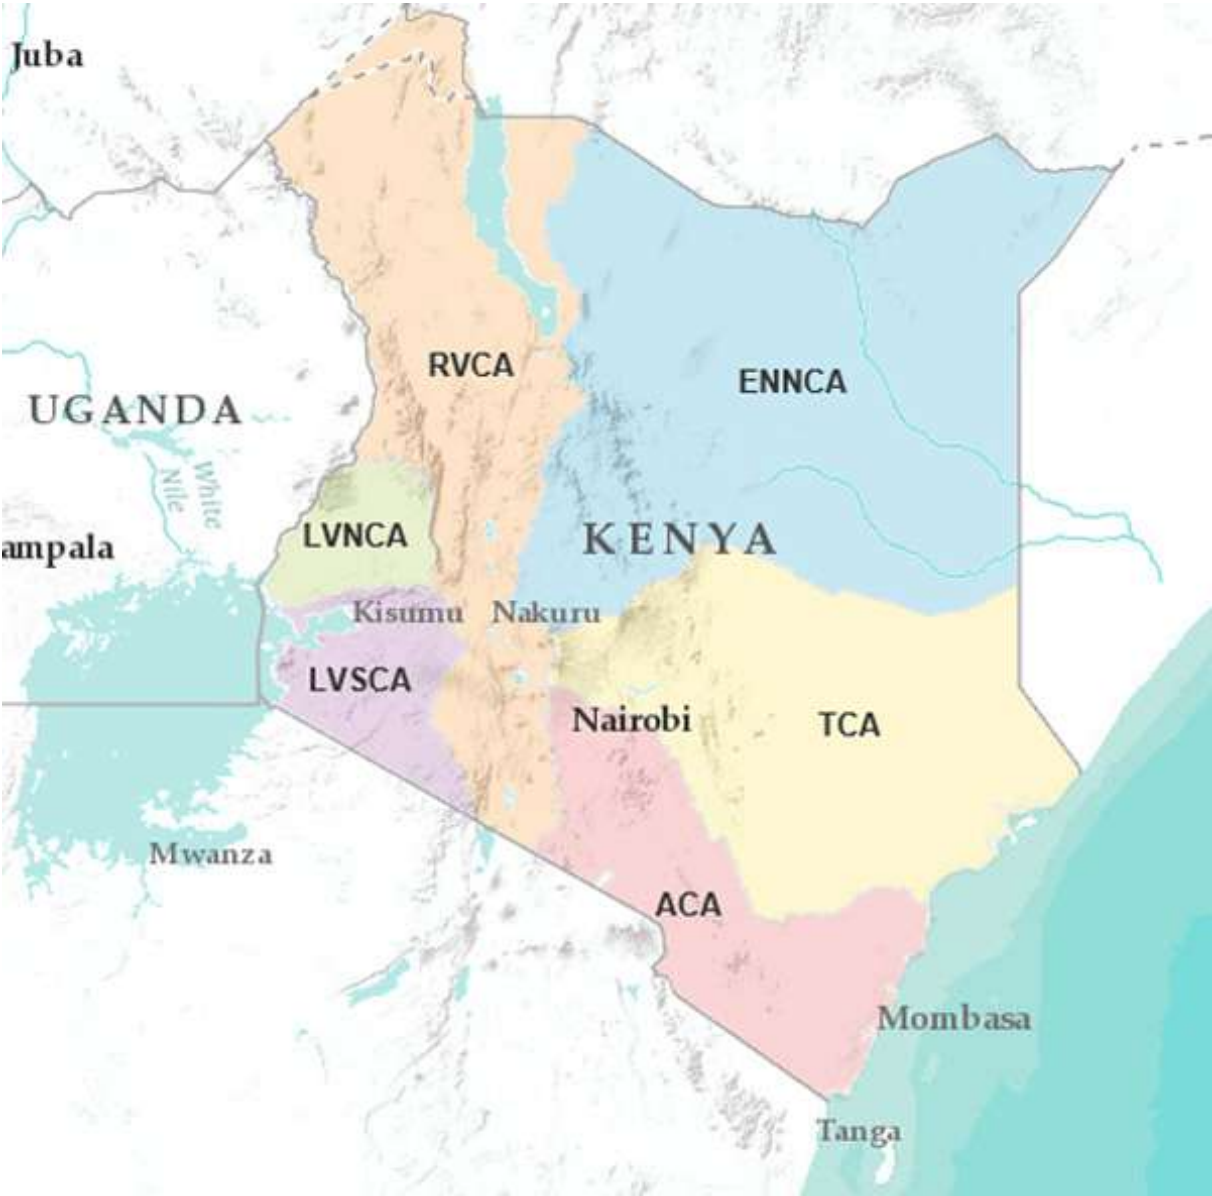 Juba
RVCA
ENNCA
UGANDA
White
Nile
LVNCA
KENYA
ampala
Kisumu
Nakuru
LVSCA
Nairobi
TCA
Mwanza
ACA
Mombasa
Tanga